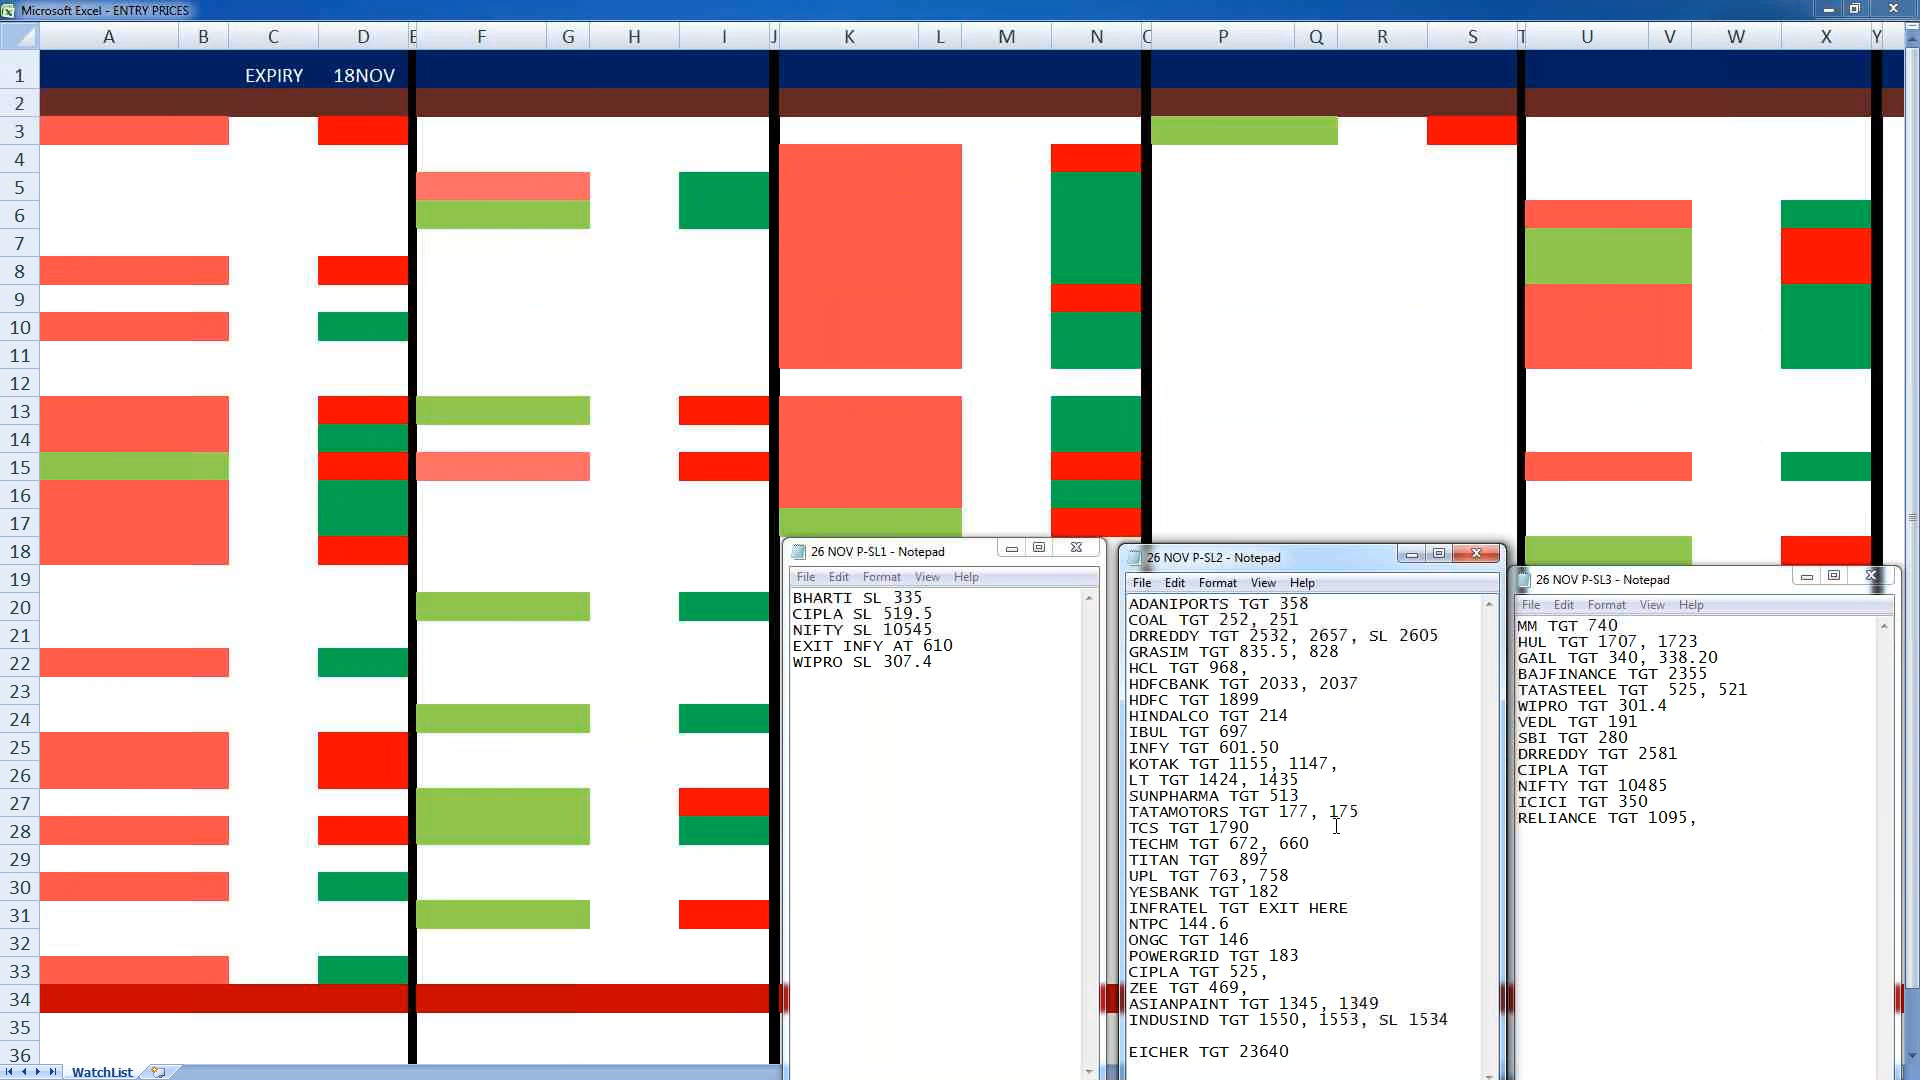 Microsoft Excel - ENTRY PRICES
A B C D E F G H I J K L M N O P Q R S T U V W X Y
1 EXPIRY 18NOV
2
3
4
5
6
7
8
9
10
11
12
13
14
15
16
17
18
19
20
21
22
23
24
25
26
27
28
29
30
31
32
33
34
35
36
WatchList
26 NOV P-SL1 - Notepad
File Edit Format View Help
BHARTI SL 335
CIPLA SL 519.5
NIFTY SL 10545
EXIT INFY AT 610
WIPRO SL 307.4
26 NOV P-SL2 - Notepad
File Edit Format View Help
ADANIPORTS TGT 358
COAL TGT 252, 251
DRREDDY TGT 2532, 2657, SL 2605
GRASIM TGT 835.5, 828
HCL TGT 968,
HDFCBANK TGT 2033, 2037
HDFC TGT 1899
HINDALCO TGT 214
IBUL TGT 697
INFY TGT 601.50
KOTAK TGT 1155, 1147,
LT TGT 1424, 1435
SUNPHARMA TGT 513
TATAMOTORS TGT 177, 175
TCS TGT 1790
TECHM TGT 672, 660
TITAN TGT  897
UPL TGT 763, 758
YESBANK TGT 182
INFRATEL TGT EXIT HERE
NTPC 144.6
ONGC TGT 146
POWERGRID TGT 183
CIPLA TGT 525,
ZEE TGT 469,
ASIANPAINT TGT 1345, 1349
INDUSIND TGT 1550, 1553, SL 1534
EICHER TGT 23640
26 NOV P-SL3 - Notepad
File Edit Format View Help
MM TGT 740
HUL TGT 1707, 1723
GAIL TGT 340, 338.20
BAJFINANCE TGT 2355
TATASTEEL TGT  525, 521
WIPRO TGT 301.4
VEDL TGT 191
SBI TGT 280
DRREDDY TGT 2581
CIPLA TGT
NIFTY TGT 10485
ICICI TGT 350
RELIANCE TGT 1095,